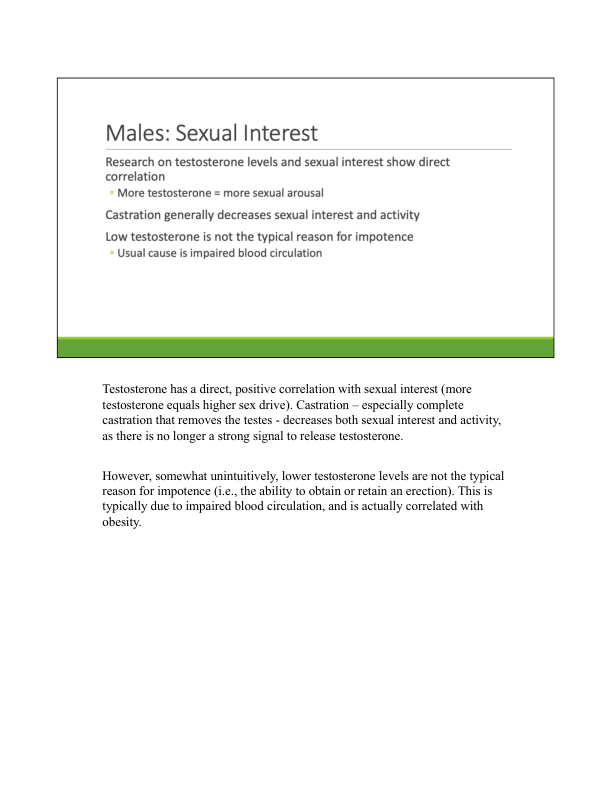 Males: Sexual Interest
Research on testosterone levels and sexual interest show direct
correlation
◦ More testosterone = more sexual arousal
Castration generally decreases sexual interest and activity
Low testosterone is not the typical reason for impotence
◦ Usual cause is impaired blood circulation
Testosterone has a direct, positive correlation with sexual interest (more
testosterone equals higher sex drive). Castration – especially complete
castration that removes the testes - decreases both sexual interest and activity,
as there is no longer a strong signal to release testosterone.
However, somewhat unintuitively, lower testosterone levels are not the typical
reason for impotence (i.e., the ability to obtain or retain an erection). This is
typically due to impaired blood circulation, and is actually correlated with
obesity.